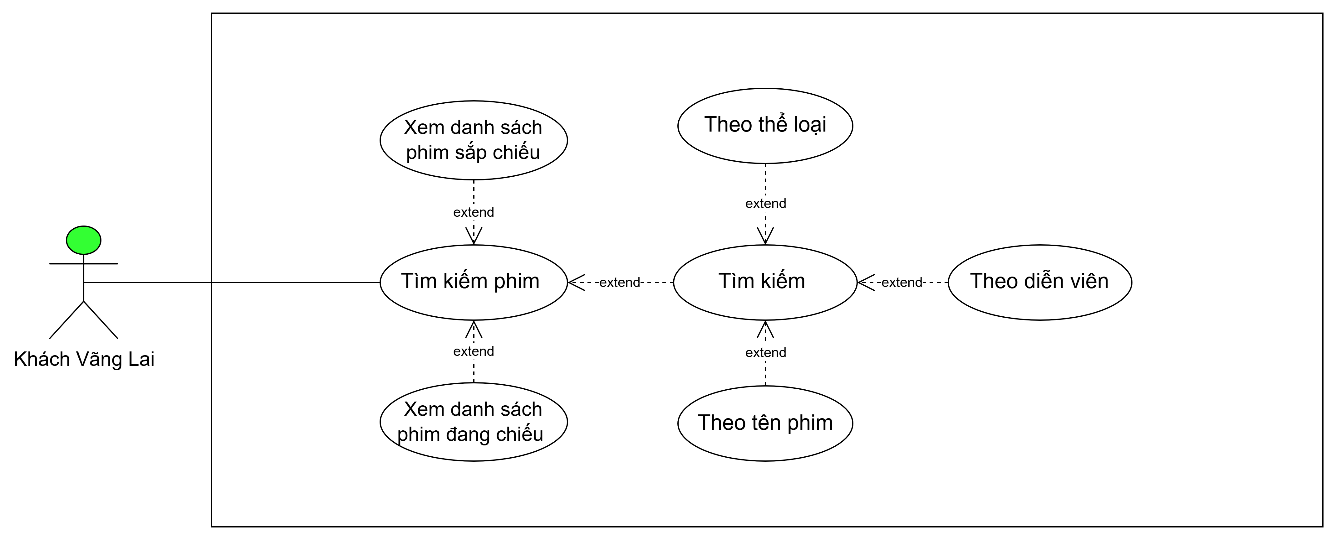 Xem danh sách
phim sắp chiếu
Theo thể loại
extend
extend
Tìm kiếm phim
extend
Tìm kiếm
extend
Theo diễn viên
Khách Vãng Lai
extend
extend
Xem danh sách
phim đang chiếu
Theo tên phim